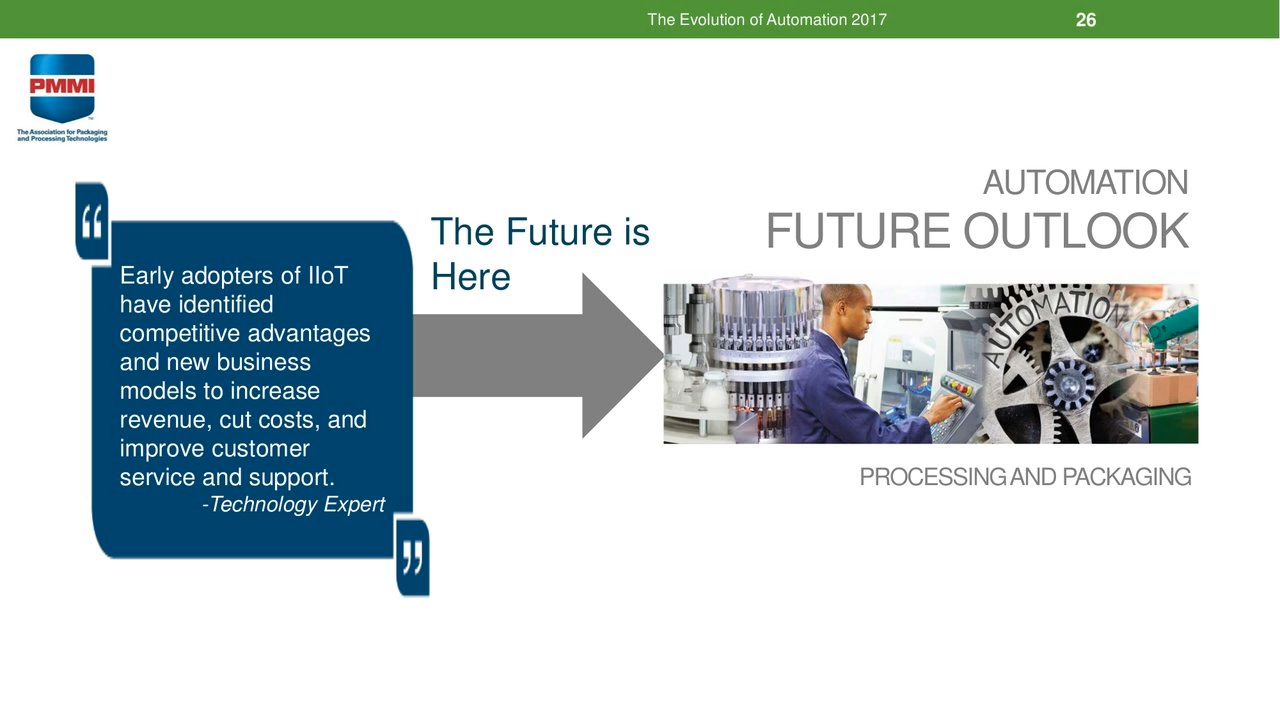 The Evolution of Automation 2017
26
PMMI
™
The Association for Packaging
and Processing Technologies
“
Early adopters of IIoT
have identified
competitive advantages
and new business
models to increase
revenue, cut costs, and
improve customer
service and support.
-Technology Expert
”
The Future is
Here
AUTOMATION
FUTURE OUTLOOK
AUTOMATION
PROCESSING AND PACKAGING